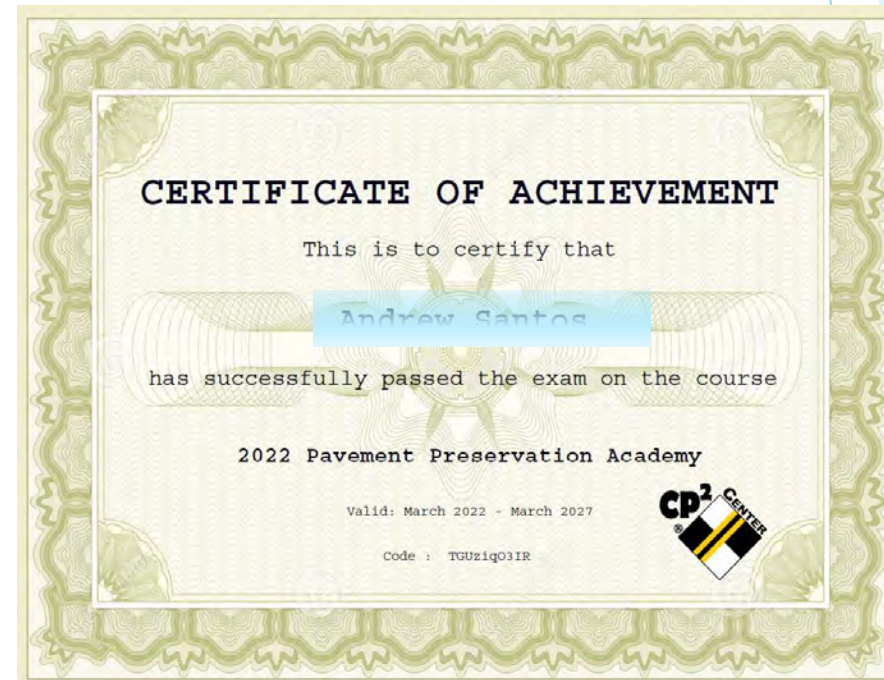 CERTIFICATE OF ACHIEVEMENT
This is to certify that
Andrew Santos
has successfully passed the exam on the course
2022 Pavement Preservation Academy
Valid: March 2022 - March 2027
Code : TGUziqO3IR
CP2 CENTER
®